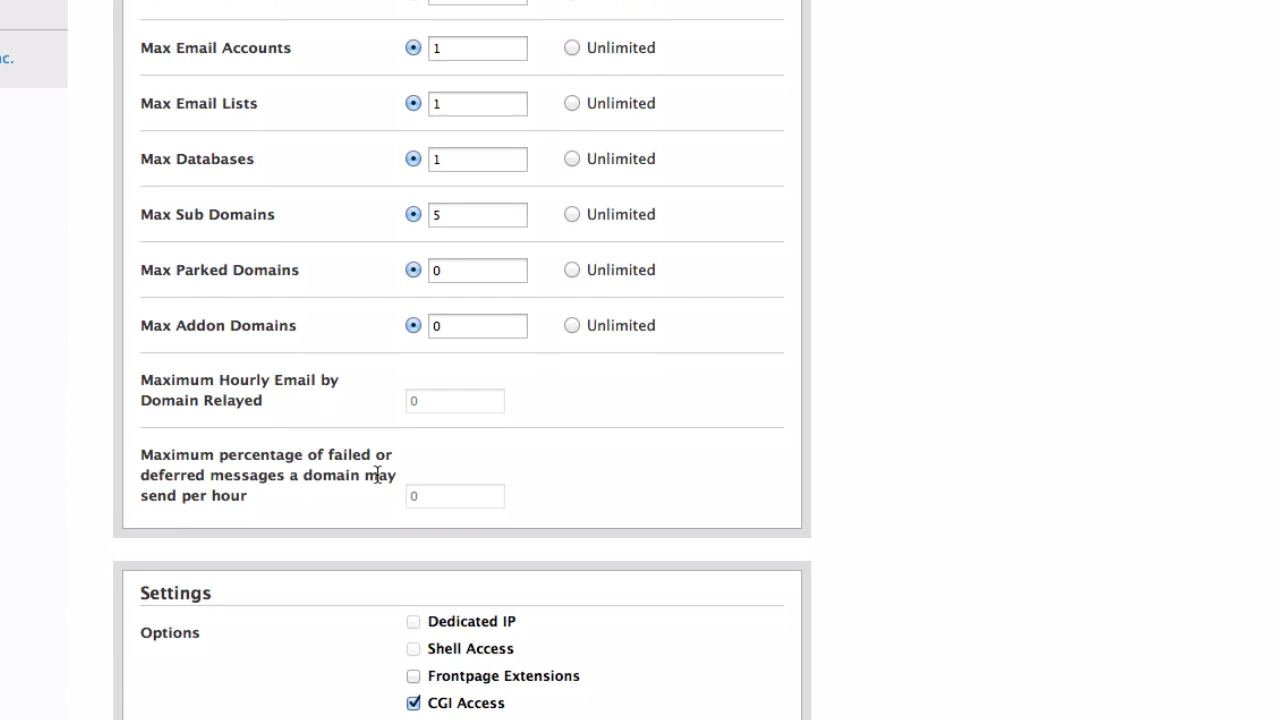 nc.
Max Email Accounts 1 Unlimited
Max Email Lists 1 Unlimited
Max Databases 1 Unlimited
Max Sub Domains 5 Unlimited
Max Parked Domains 0 Unlimited
Max Addon Domains 0 Unlimited
Maximum Hourly Email by
Domain Relayed 0
Maximum percentage of failed or
deferred messages a domain may
send per hour 0
Settings
Options
Dedicated IP
Shell Access
Frontpage Extensions
CGI Access